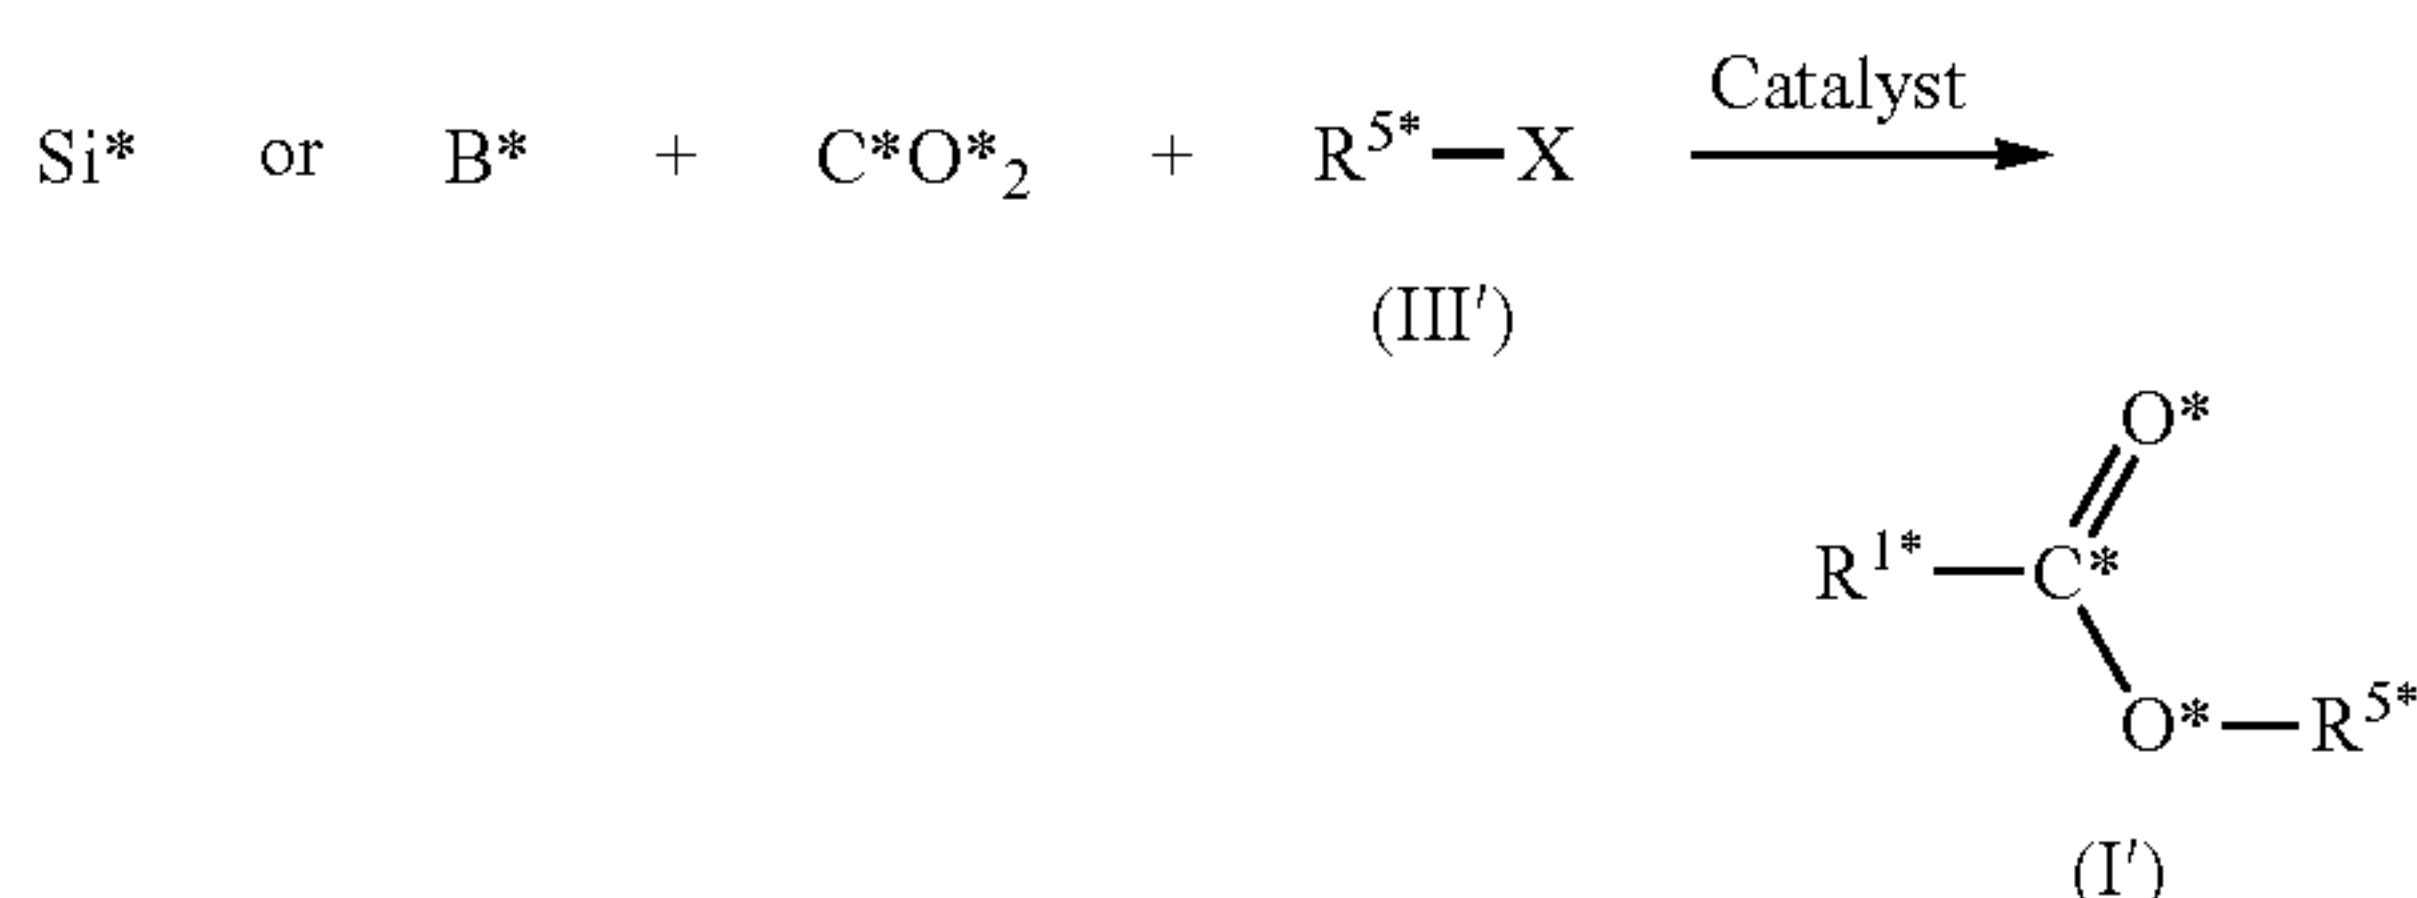 Catalyst
Si* or B* + C*O*₂ + R⁵*—X
(III′)
O*
R¹*—C*
O*—R⁵*
(I′)